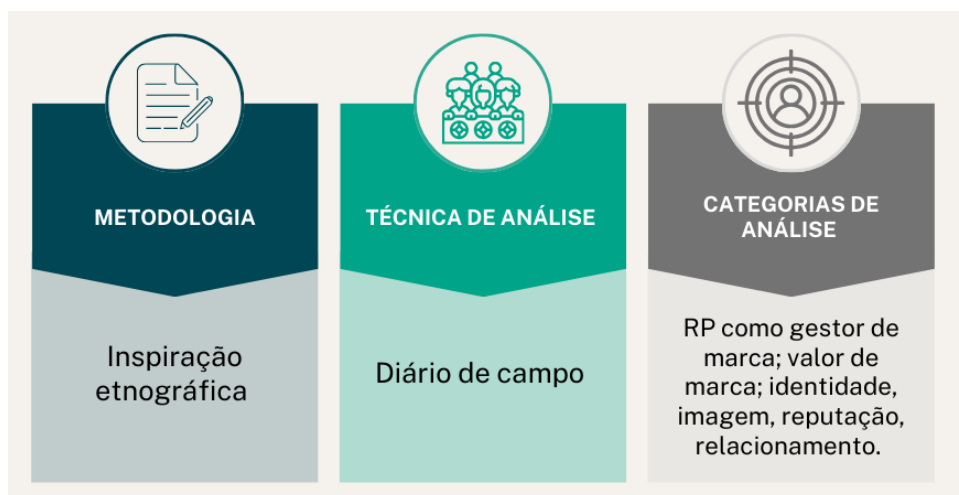 METODOLOGIA
Inspiração
etnográfica
TÉCNICA DE ANÁLISE
Diário de campo
CATEGORIAS DE
ANÁLISE
RP como gestor de
marca; valor de
marca; identidade,
imagem, reputação,
relacionamento.